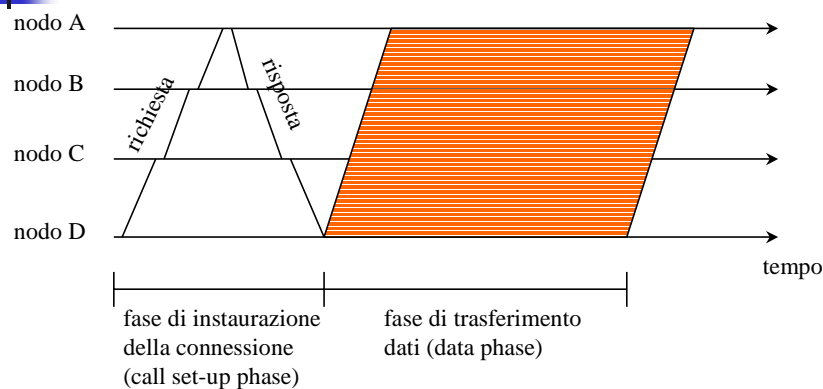 nodo A
nodo B
nodo C
nodo D
richiesta
risposta
tempo
fase di instaurazione
della connessione
(call set-up phase)
fase di trasferimento
dati (data phase)